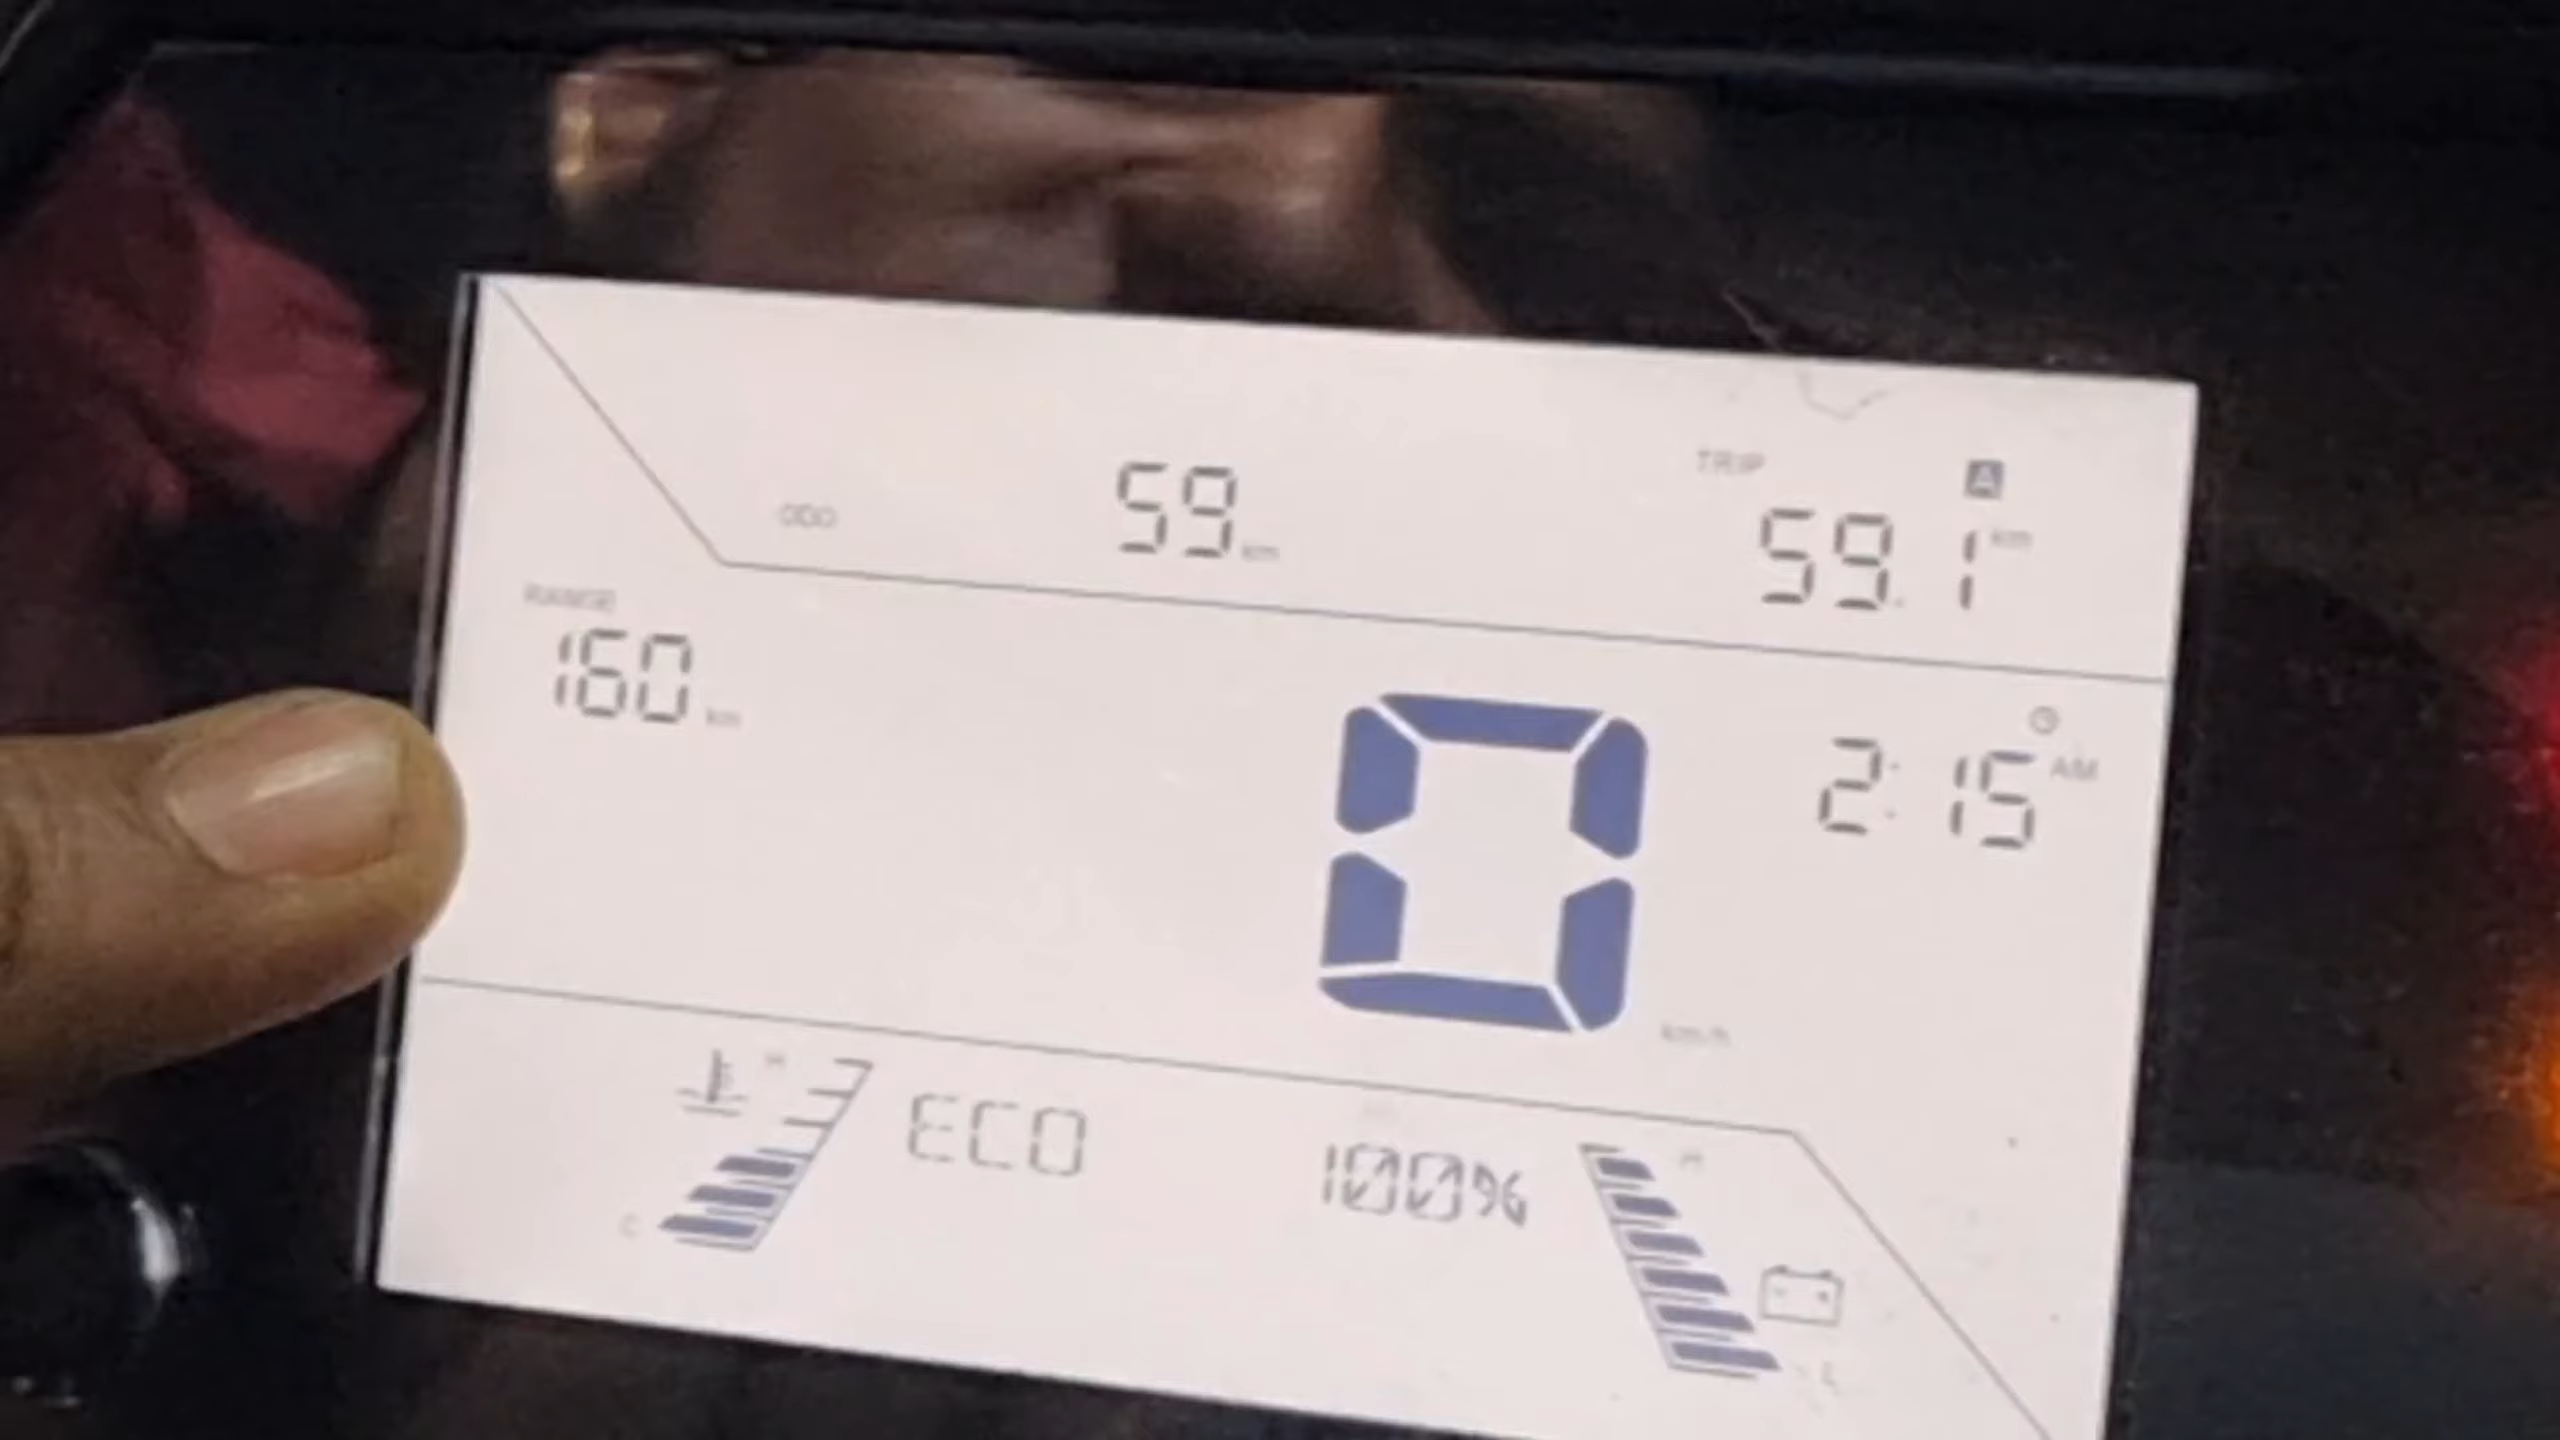 ODO 59 km
TRIP A
59.1 km
RANGE
160 km
2:15 AM
0 km/h
H
ECO
100%
H
C
L